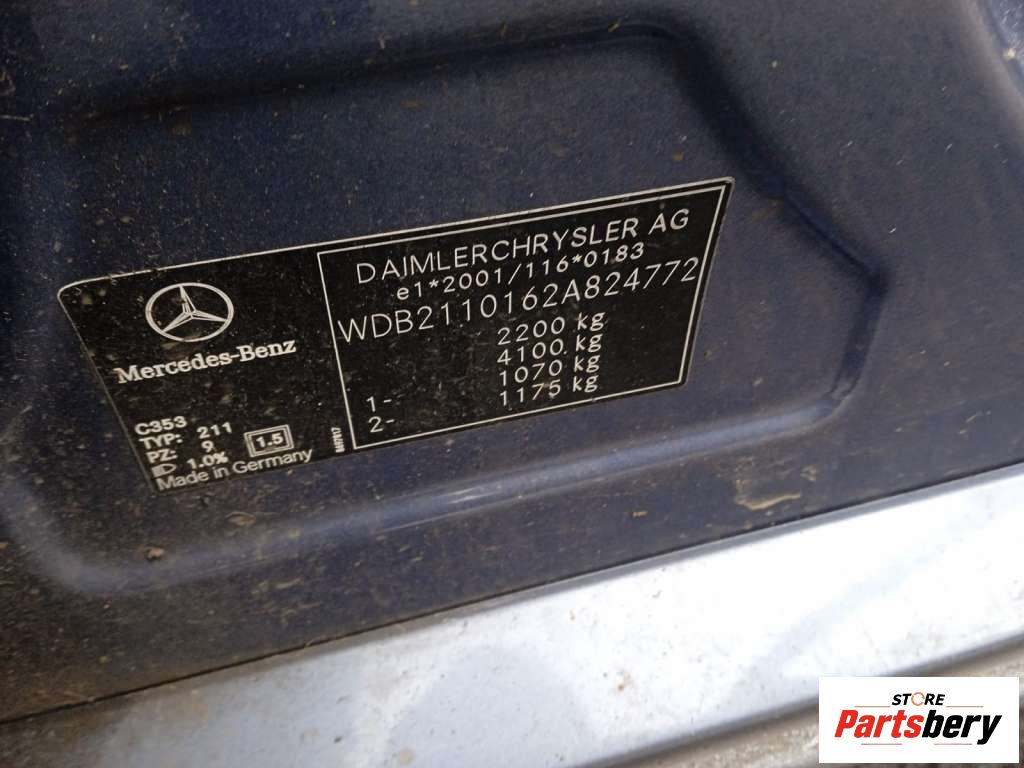 DAIMLERCHRYSLER AG
e1*2001/116*0183
WDB2110162A824772
2200 kg
4100 kg
1- 1070 kg
2- 1175 kg
Mercedes-Benz
C353
TYP: 211
PZ: 9
1.0% 1.5
Made in Germany
STORE
Partsbery